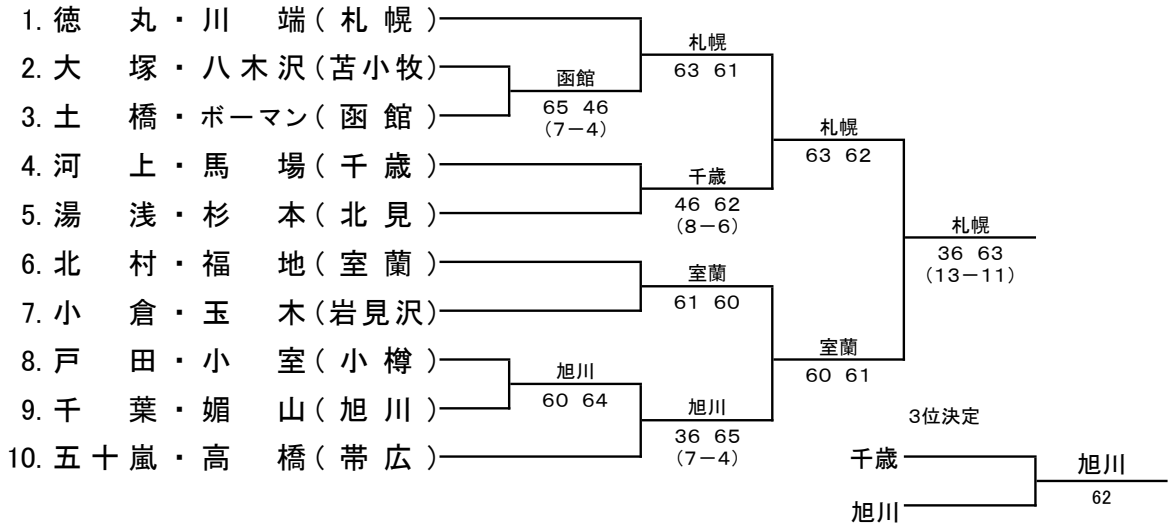 1. 徳　丸・川　端(札　幌)
札幌
63 61
2. 大　塚・八木沢(苫小牧)
函館
65 46
(7－4)
3. 土　橋・ボーマン(函　館)
札幌
63 62
4. 河　上・馬　場(千　歳)
千歳
46 62
(8－6)
5. 湯　浅・杉　本(北　見)
札幌
36 63
(13－11)
6. 北　村・福　地(室　蘭)
室蘭
61 60
7. 小　倉・玉　木(岩見沢)
室蘭
60 61
8. 戸　田・小　室(小　樽)
旭川
60 64
9. 千　葉・媚　山(旭　川)
旭川
36 65
(7－4)
10. 五十嵐・高　橋(帯　広)
3位決定
千歳
旭川
62
旭川